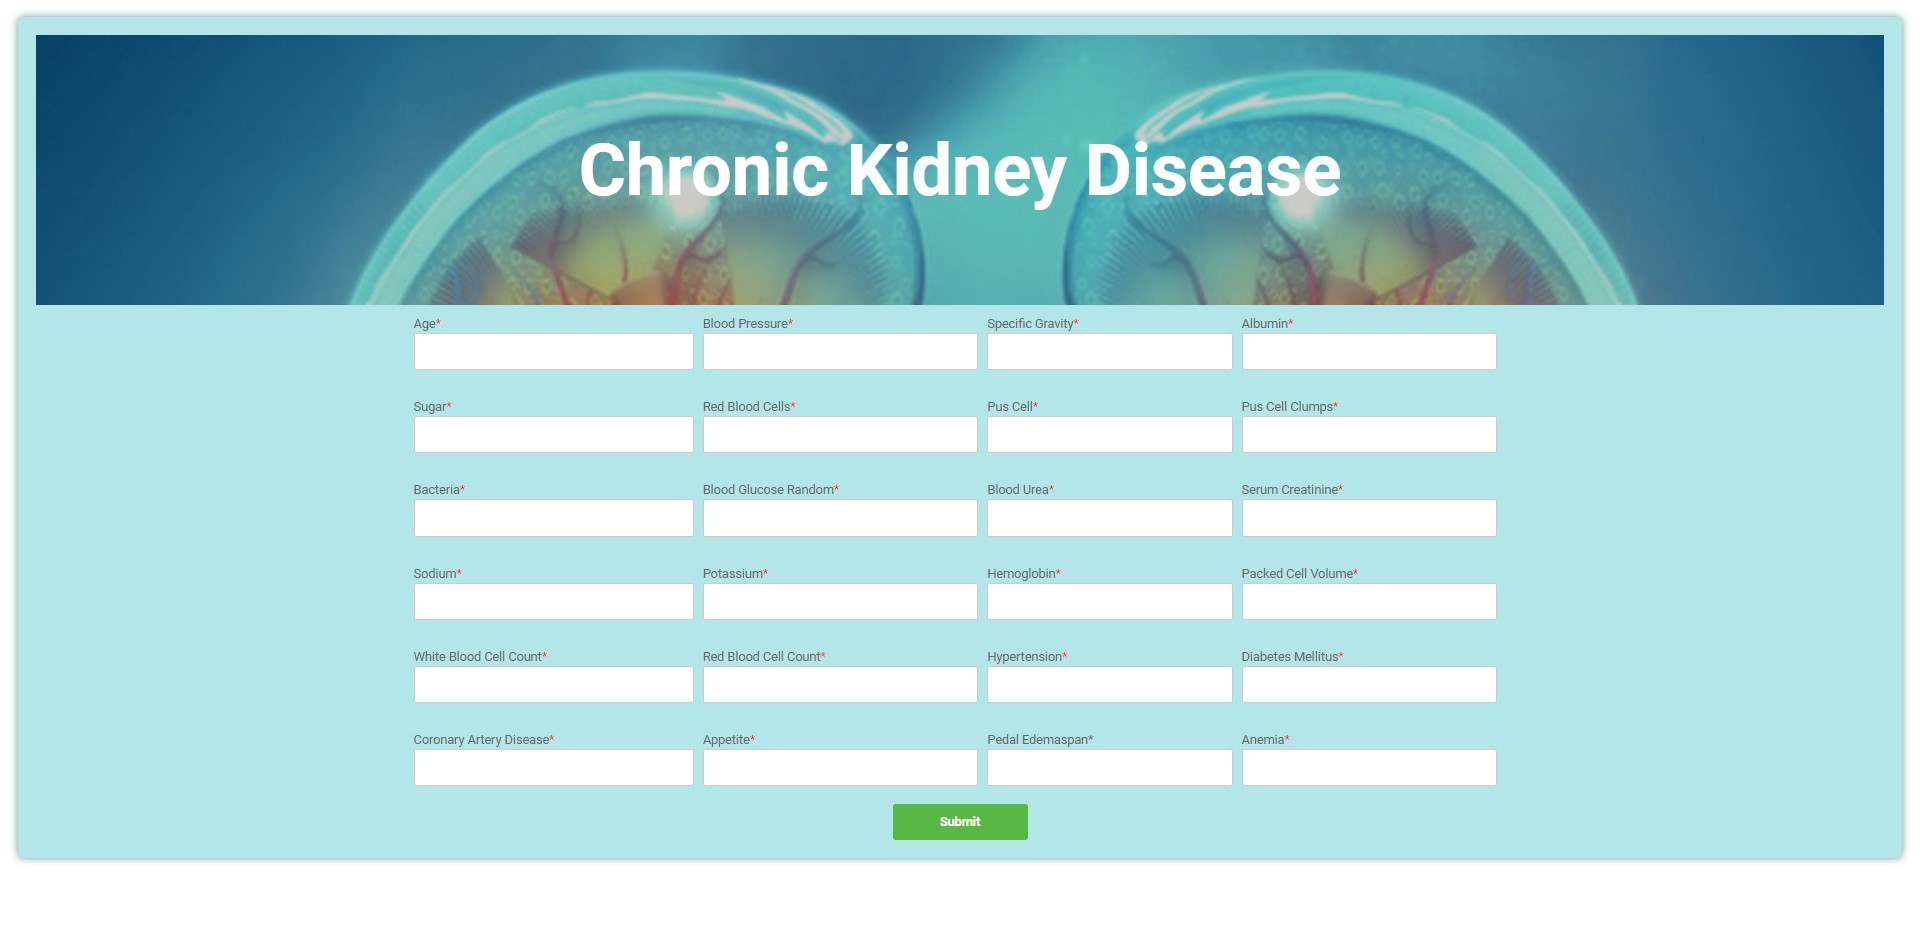 Chronic Kidney Disease
Age* Blood Pressure* Specific Gravity* Albumin*
Sugar* Red Blood Cells* Pus Cell* Pus Cell Clumps*
Bacteria* Blood Glucose Random* Blood Urea* Serum Creatinine*
Sodium* Potassium* Hemoglobin* Packed Cell Volume*
White Blood Cell Count* Red Blood Cell Count* Hypertension* Diabetes Mellitus*
Coronary Artery Disease* Appetite* Pedal Edemaspan* Anemia*
Submit